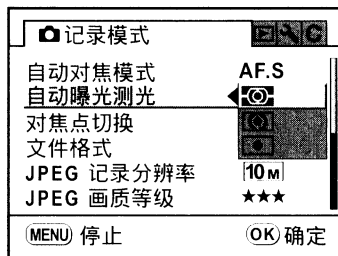 记录模式
自动对焦模式 AF.S
自动曝光测光
对焦点切换
文件格式
JPEG 记录分辨率 10M
JPEG 画质等级 ★★★
MENU 停止 OK 确定